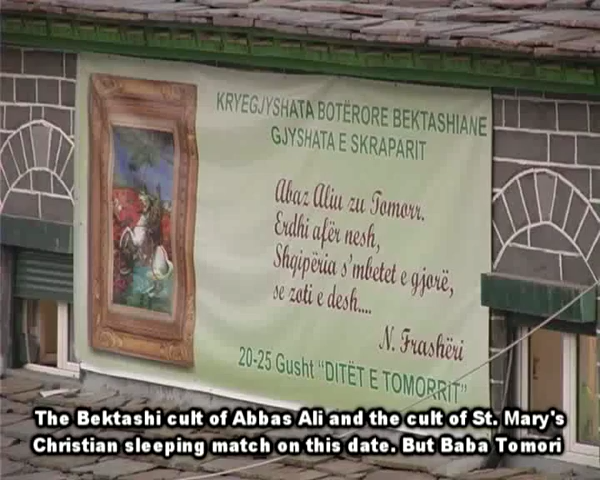 KRYEGJYSHATA BOTËRORE BEKTASHIANE
GJYSHATA E SKRAPARIT
Abaz Aliu zu Tomorr,
Erdhi afër nesh,
Shqipëria s'mbetet e gjorë,
se zoti e desh....
N. Frashëri
20-25 Gusht "DITËT E TOMORRIT"
The Bektashi cult of Abbas Ali and the cult of St. Mary's
Christian sleeping match on this date. But Baba Tomori